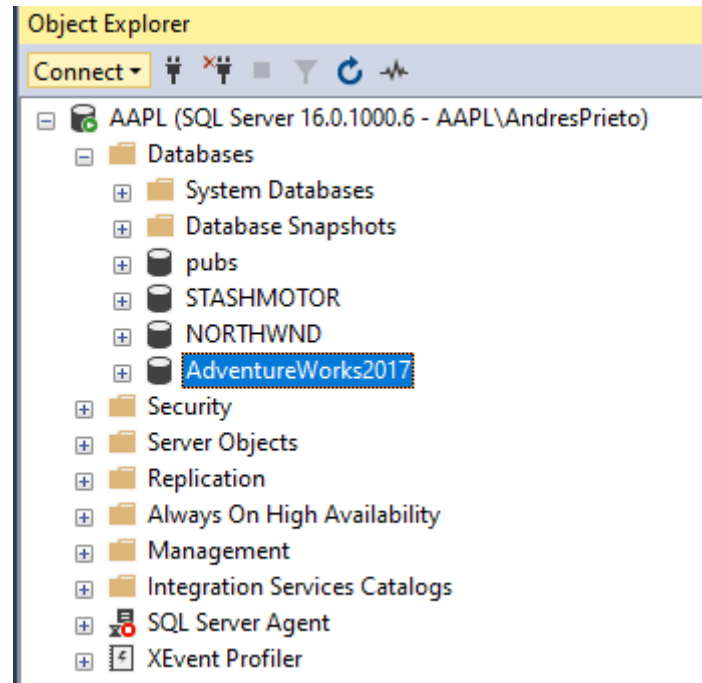 Object Explorer
Connect
AAPL (SQL Server 16.0.1000.6 - AAPL\AndresPrieto)
Databases
System Databases
Database Snapshots
pubs
STASHMOTOR
NORTHWND
AdventureWorks2017
Security
Server Objects
Replication
Always On High Availability
Management
Integration Services Catalogs
SQL Server Agent
XEvent Profiler